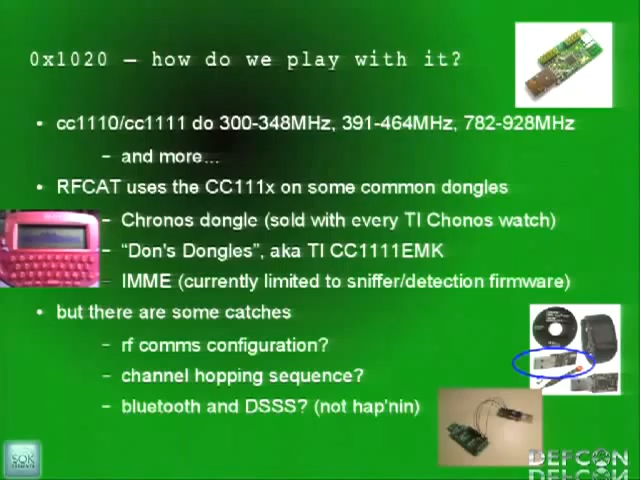 0x1020 – how do we play with it?
• cc1110/cc1111 do 300-348MHz, 391-464MHz, 782-928MHz
– and more...
• RFCAT uses the CC111x on some common dongles
– Chronos dongle (sold with every TI Chonos watch)
– “Don's Dongles”, aka TI CC1111EMK
– IMME (currently limited to sniffer/detection firmware)
• but there are some catches
– rf comms configuration?
– channel hopping sequence?
– bluetooth and DSSS? (not hap'nin)
SOK
DEFCON